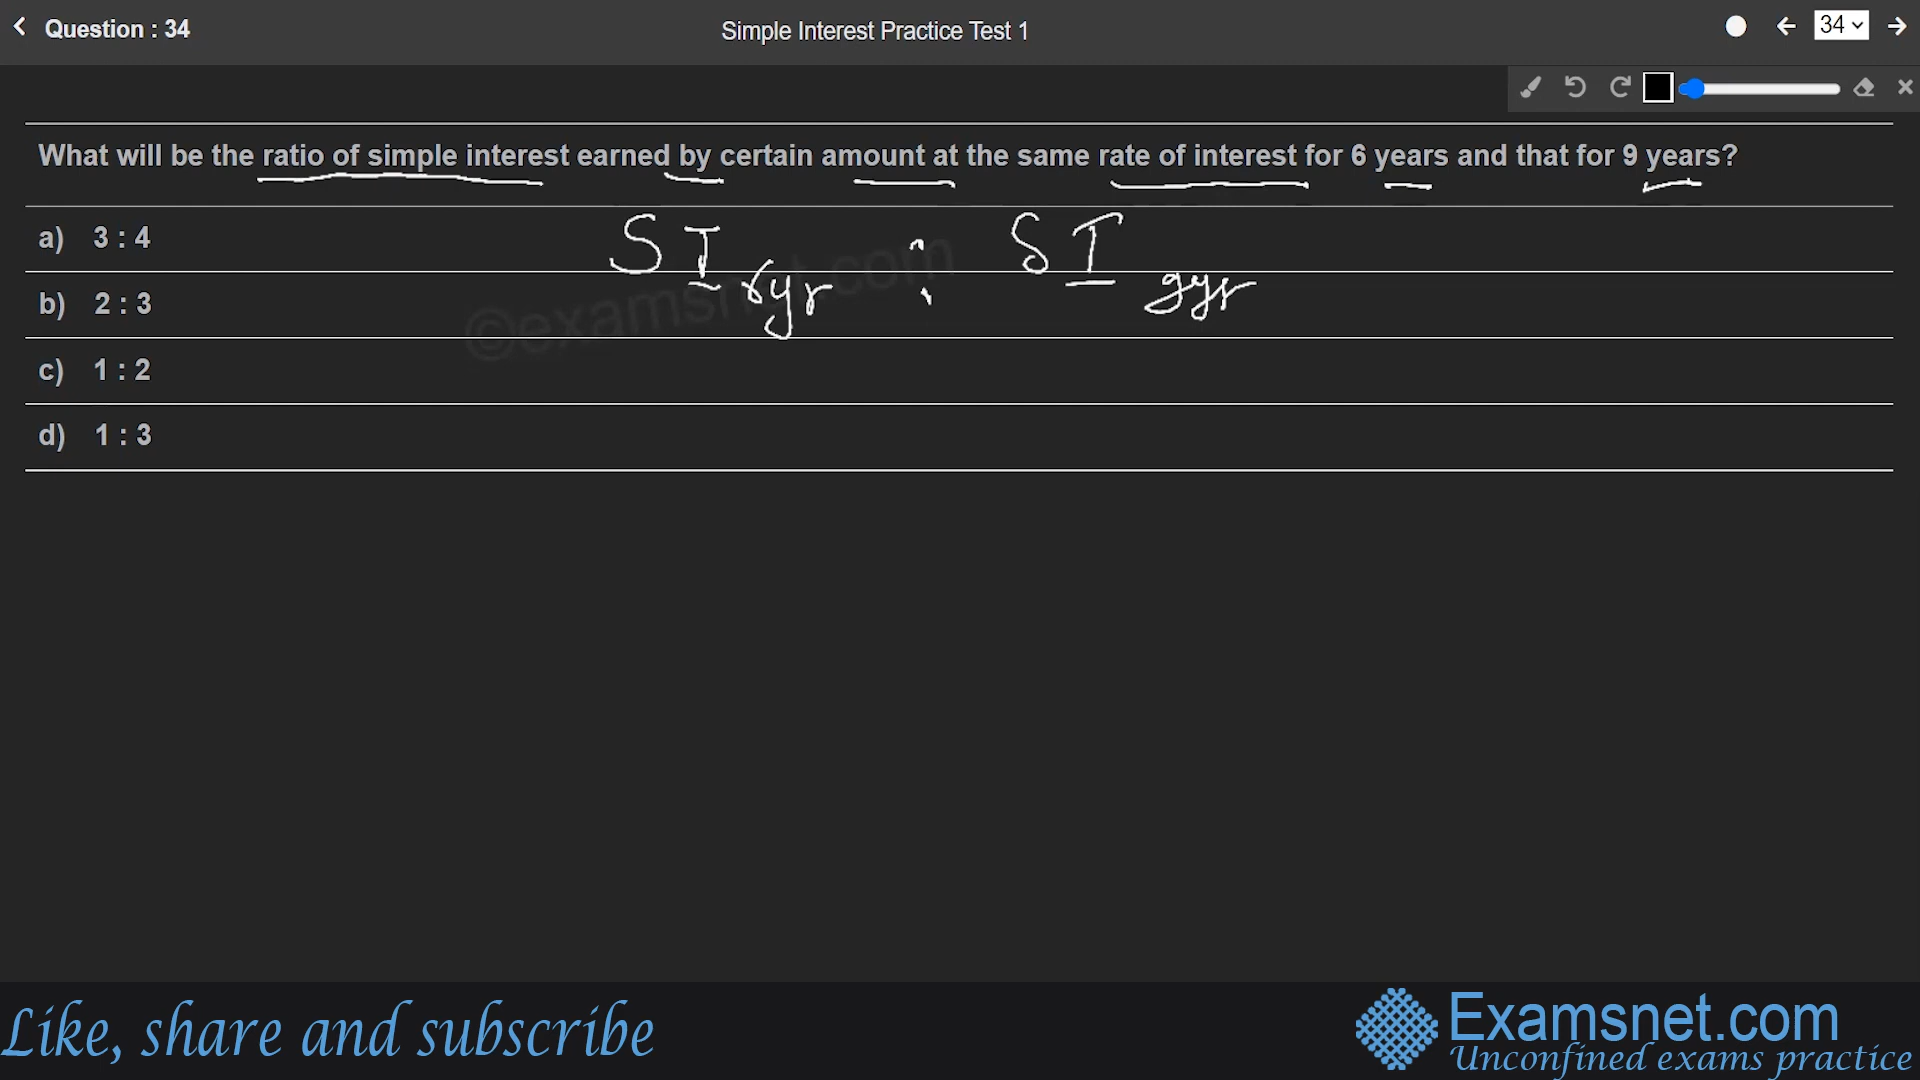 Question : 34
Simple Interest Practice Test 1
34
What will be the ratio of simple interest earned by certain amount at the same rate of interest for 6 years and that for 9 years?
a) 3 : 4
b) 2 : 3
c) 1 : 2
d) 1 : 3
SI 6yr : SI 9yr
©examsnet.com
Like, share and subscribe
Examsnet.com
Unconfined exams practice